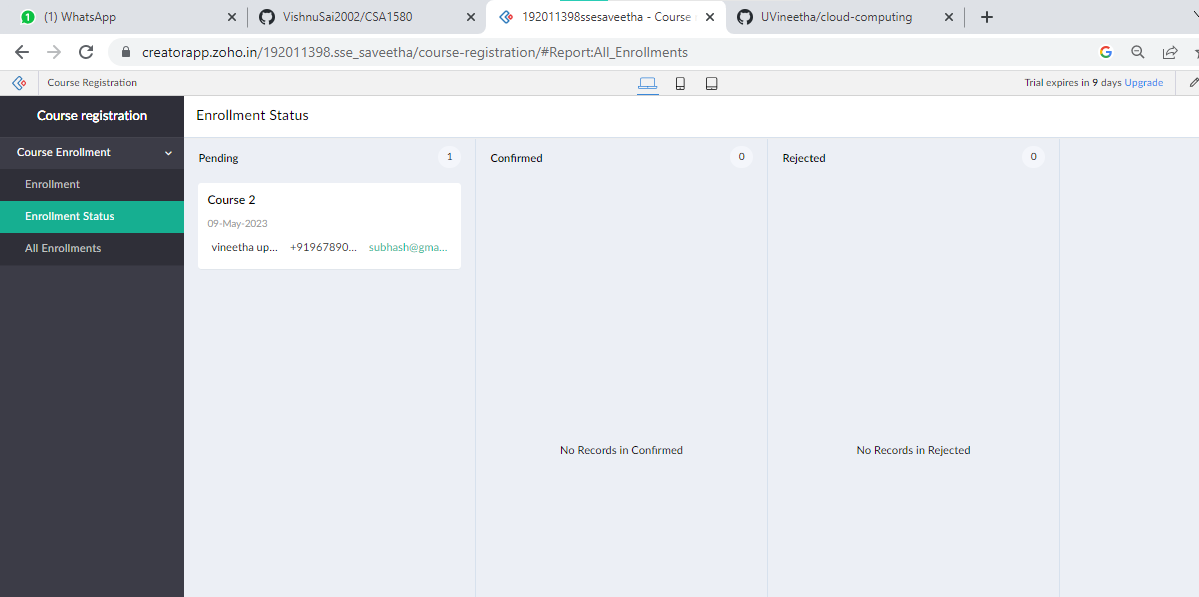 1 (1) WhatsApp
VishnuSai2002/CSA1580
192011398ssesaveetha - Course
UVineetha/cloud-computing
creatorapp.zoho.in/192011398.sse_saveetha/course-registration/#Report:All_Enrollments
Course Registration
Trial expires in 9 days Upgrade
Course registration
Enrollment Status
Course Enrollment
Enrollment
Enrollment Status
All Enrollments
Pending 1
Confirmed 0
Rejected 0
Course 2
09-May-2023
vineetha up... +9196789​0... subhash@gma...
No Records in Confirmed
No Records in Rejected